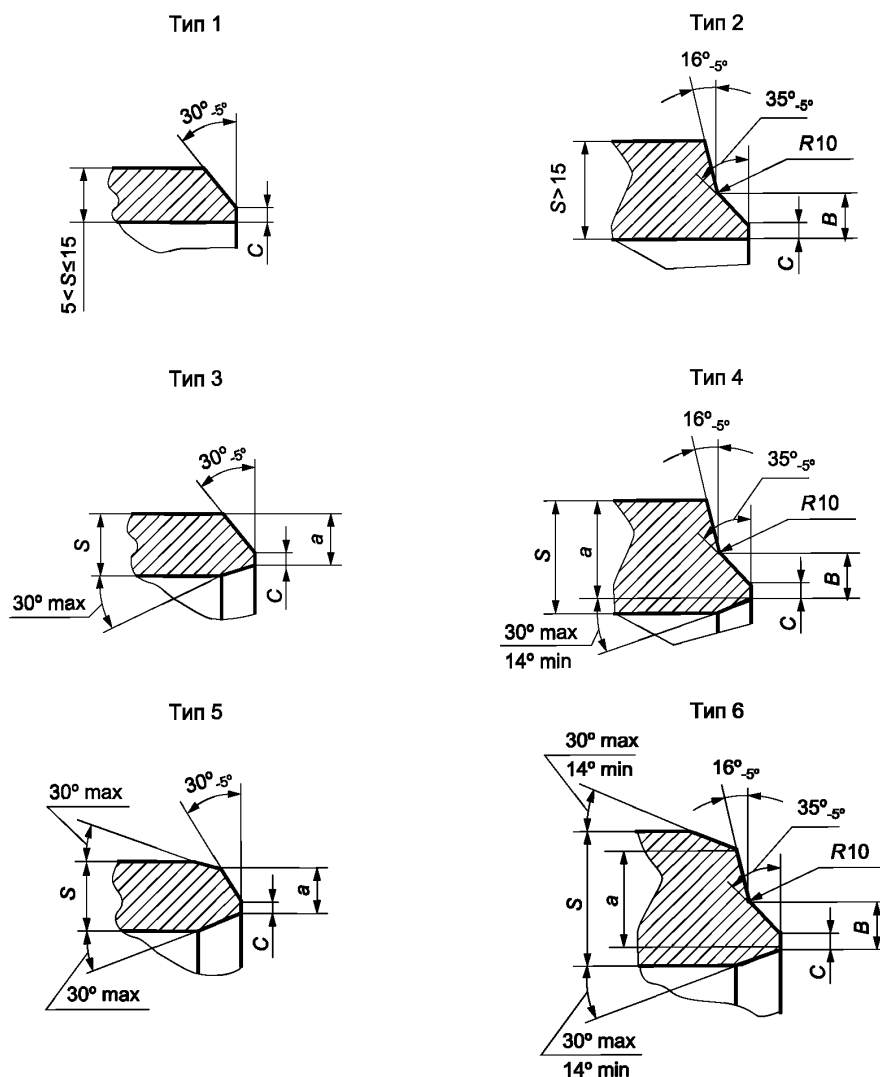 Тип 1
30°₋₅°
5<S≤15
C
Тип 2
16°₋₅°
35°₋₅°
R10
S>15
B
C
Тип 3
30°₋₅°
S
a
C
30° max
Тип 4
16°₋₅°
35°₋₅°
R10
S
a
B
C
30° max
14° min
Тип 5
30°₋₅°
30° max
S
a
C
30° max
Тип 6
30° max
14° min
16°₋₅°
35°₋₅°
R10
S
a
B
C
30° max
14° min